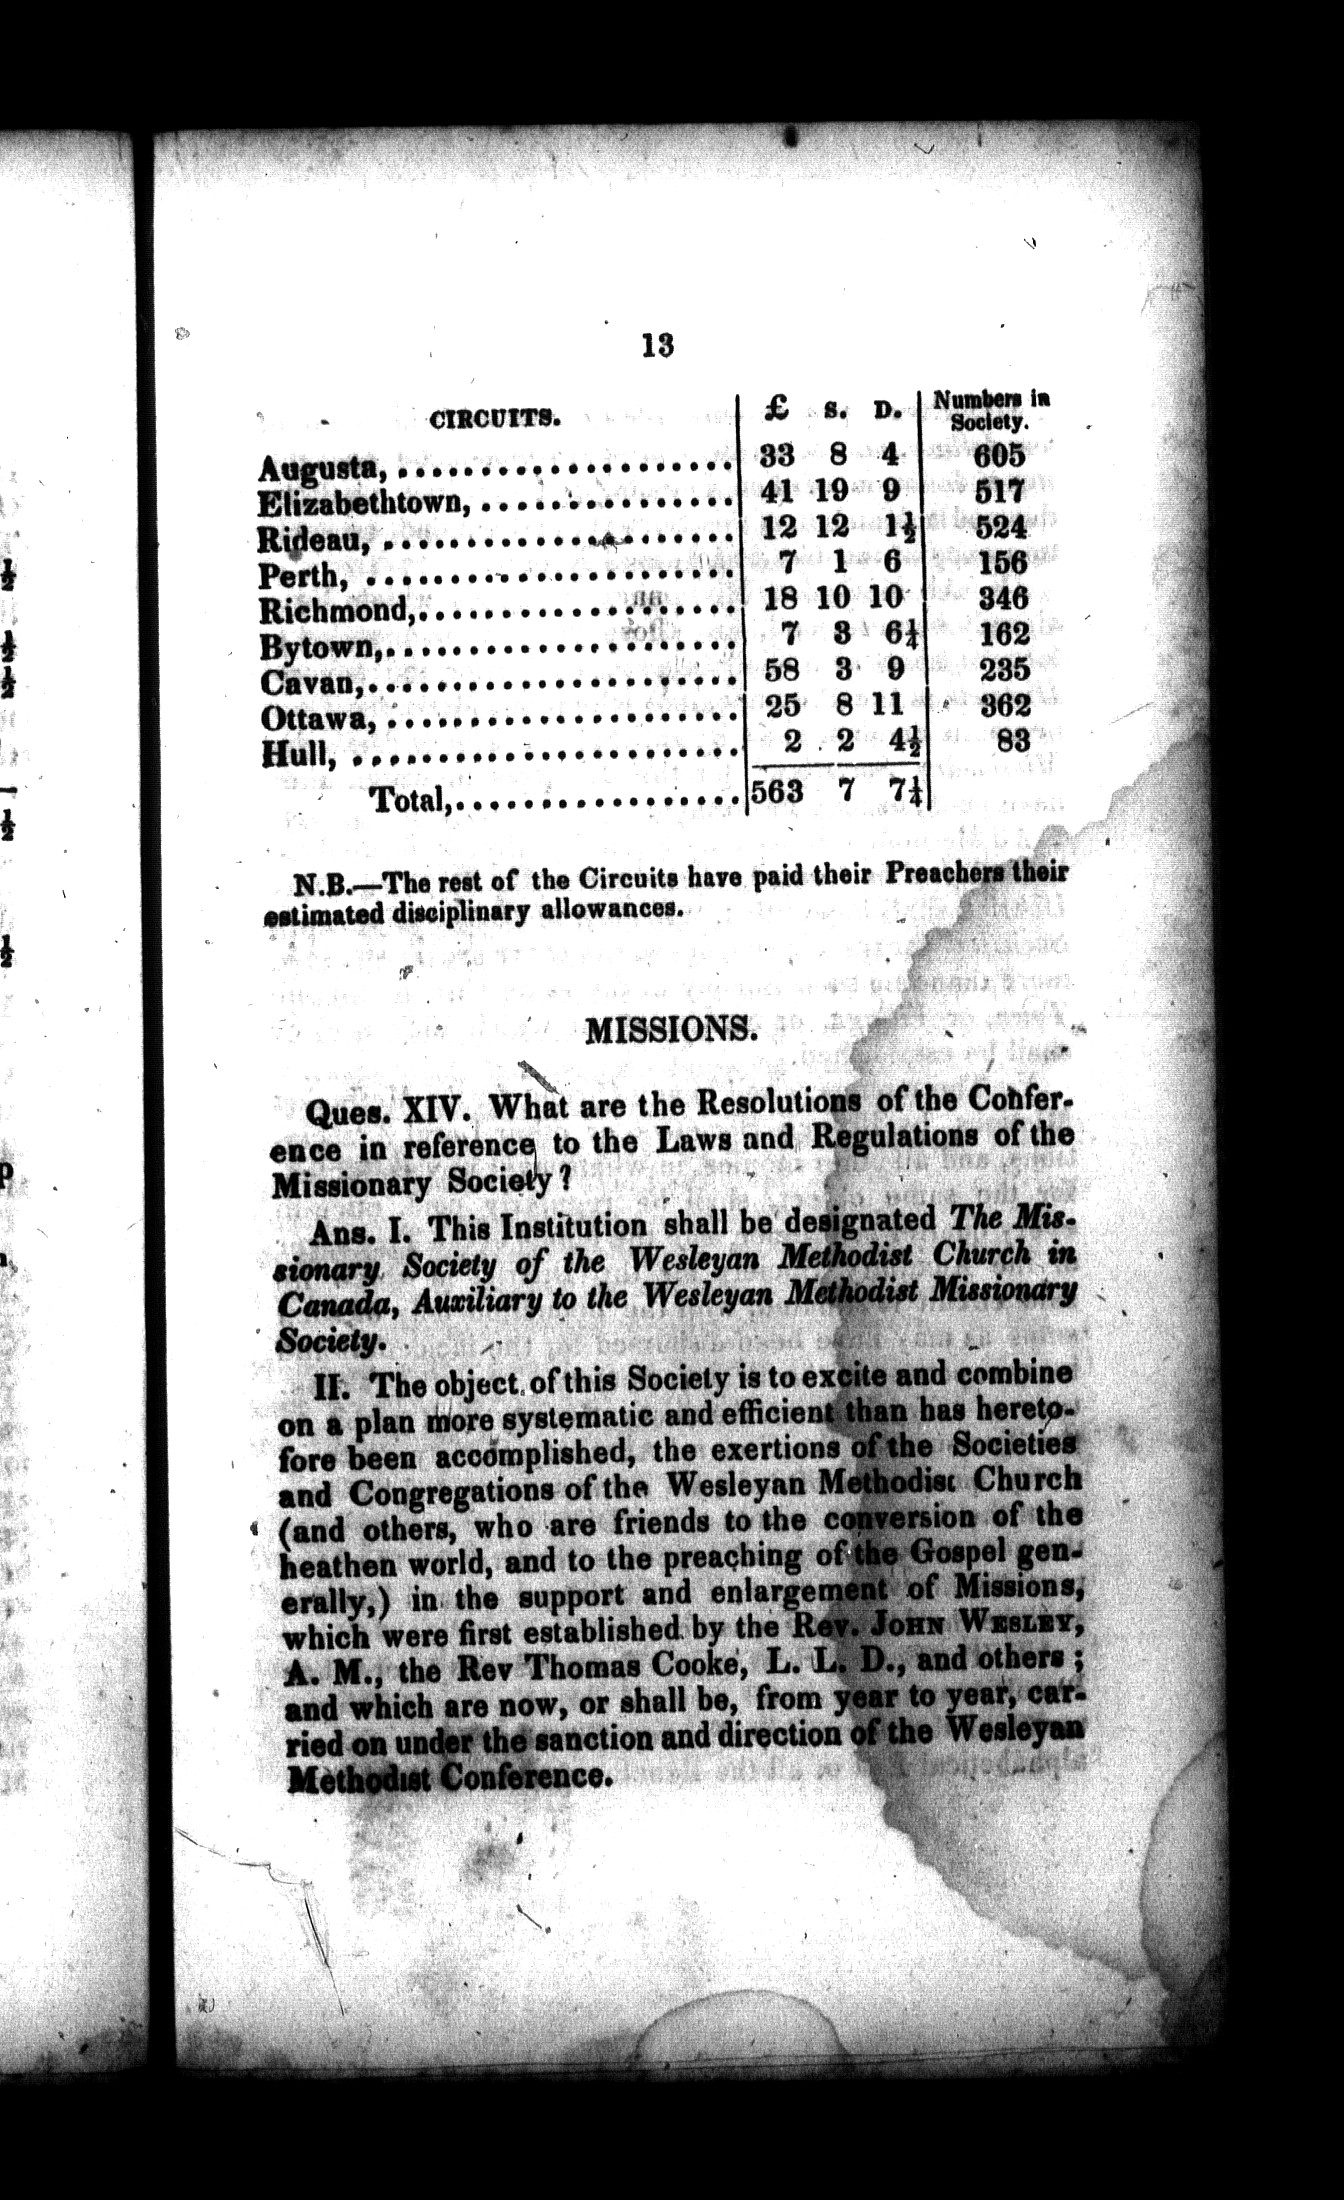 13
CIRCUITS. £ s. D. Numbers in Society.
Augusta, .................... 33 8 4 605
Elizabethtown, ................ 41 19 9 517
Rideau, ...................... 12 12 1½ 524
Perth, ....................... 7 1 6 156
Richmond,.................... 18 10 10 346
Bytown,...................... 7 3 6¼ 162
Cavan,....................... 58 3 9 235
Ottawa, ...................... 25 8 11 362
Hull, ........................ 2 2 4½ 83
Total,.................. 563 7 7¼
N.B.—The rest of the Circuits have paid their Preachers their
estimated disciplinary allowances.
MISSIONS.
Ques. XIV. What are the Resolutions of the Confer-
ence in reference to the Laws and Regulations of the
Missionary Society?
Ans. I. This Institution shall be designated The Mis-
sionary Society of the Wesleyan Methodist Church in
Canada, Auxiliary to the Wesleyan Methodist Missionary
Society.
II. The object of this Society is to excite and combine
on a plan more systematic and efficient than has hereto-
fore been accomplished, the exertions of the Societies
and Congregations of the Wesleyan Methodist Church
(and others, who are friends to the conversion of the
heathen world, and to the preaching of the Gospel gen-
erally,) in the support and enlargement of Missions,
which were first established by the Rev. JOHN WESLEY,
A. M., the Rev Thomas Cooke, L. L. D., and others;
and which are now, or shall be, from year to year, car-
ried on under the sanction and direction of the Wesleyan
Methodist Conference.